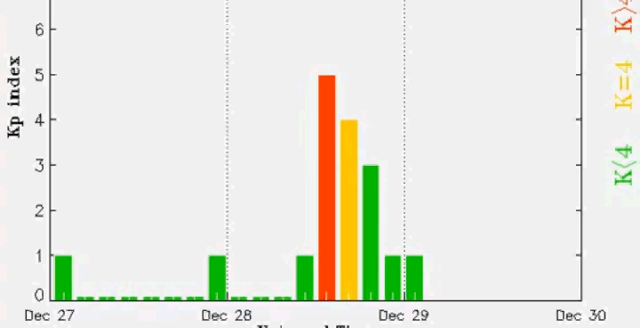 6
5
4
3
2
1
0
Kp index
Dec 27
Dec 28
Dec 29
Dec 30
K=4
K<4